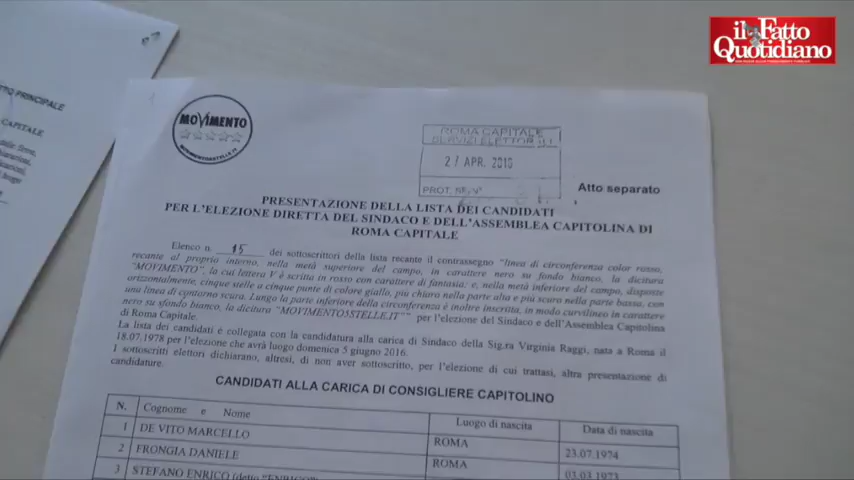 il Fatto
Quotidiano
TTO PRINCIPALE
CAPITALE
MOVIMENTO
MOVIMENTO5STELLE.IT
ROMA CAPITALE
SERVIZI ELETTORALI
2/ APR. 2016
PROT.
Atto separato
PRESENTAZIONE DELLA LISTA DEI CANDIDATI
PER L'ELEZIONE DIRETTA DEL SINDACO E DELL'ASSEMBLEA CAPITOLINA DI
ROMA CAPITALE
Elenco n. 15 dei sottoscrittori della lista recante il contrassegno "linea di circonferenza color rosso,
recante al proprio interno, nella metà superiore del campo, in carattere nero su fondo bianco, la dicitura
"MOVIMENTO", la cui lettera V è scritta in rosso con carattere di fantasia; e, nella metà inferiore del campo, disposte
orizzontalmente, cinque stelle a cinque punte di colore giallo, più chiaro nella parte alta e più scuro nella parte bassa, con
una linea di contorno scura. Lungo la parte inferiore della circonferenza è inoltre inscritta, in modo curvilineo in carattere
nero su sfondo bianco, la dicitura "MOVIMENTO5STELLE.IT"" per l'elezione del Sindaco e dell'Assemblea Capitolina
di Roma Capitale.
La lista dei candidati è collegata con la candidatura alla carica di Sindaco della Sig.ra Virginia Raggi, nata a Roma il
18.07.1978 per l'elezione che avrà luogo domenica 5 giugno 2016.
I sottoscritti elettori dichiarano, altresì, di non aver sottoscritto, per l'elezione di cui trattasi, altra presentazione di
candidature.
CANDIDATI ALLA CARICA DI CONSIGLIERE CAPITOLINO
N. Cognome e Nome Luogo di nascita Data di nascita
1 DE VITO MARCELLO ROMA 23.07.1974
2 FRONGIA DANIELE ROMA 03.03.1973
3 STEFANO ENRICO (detto "ENRICO")